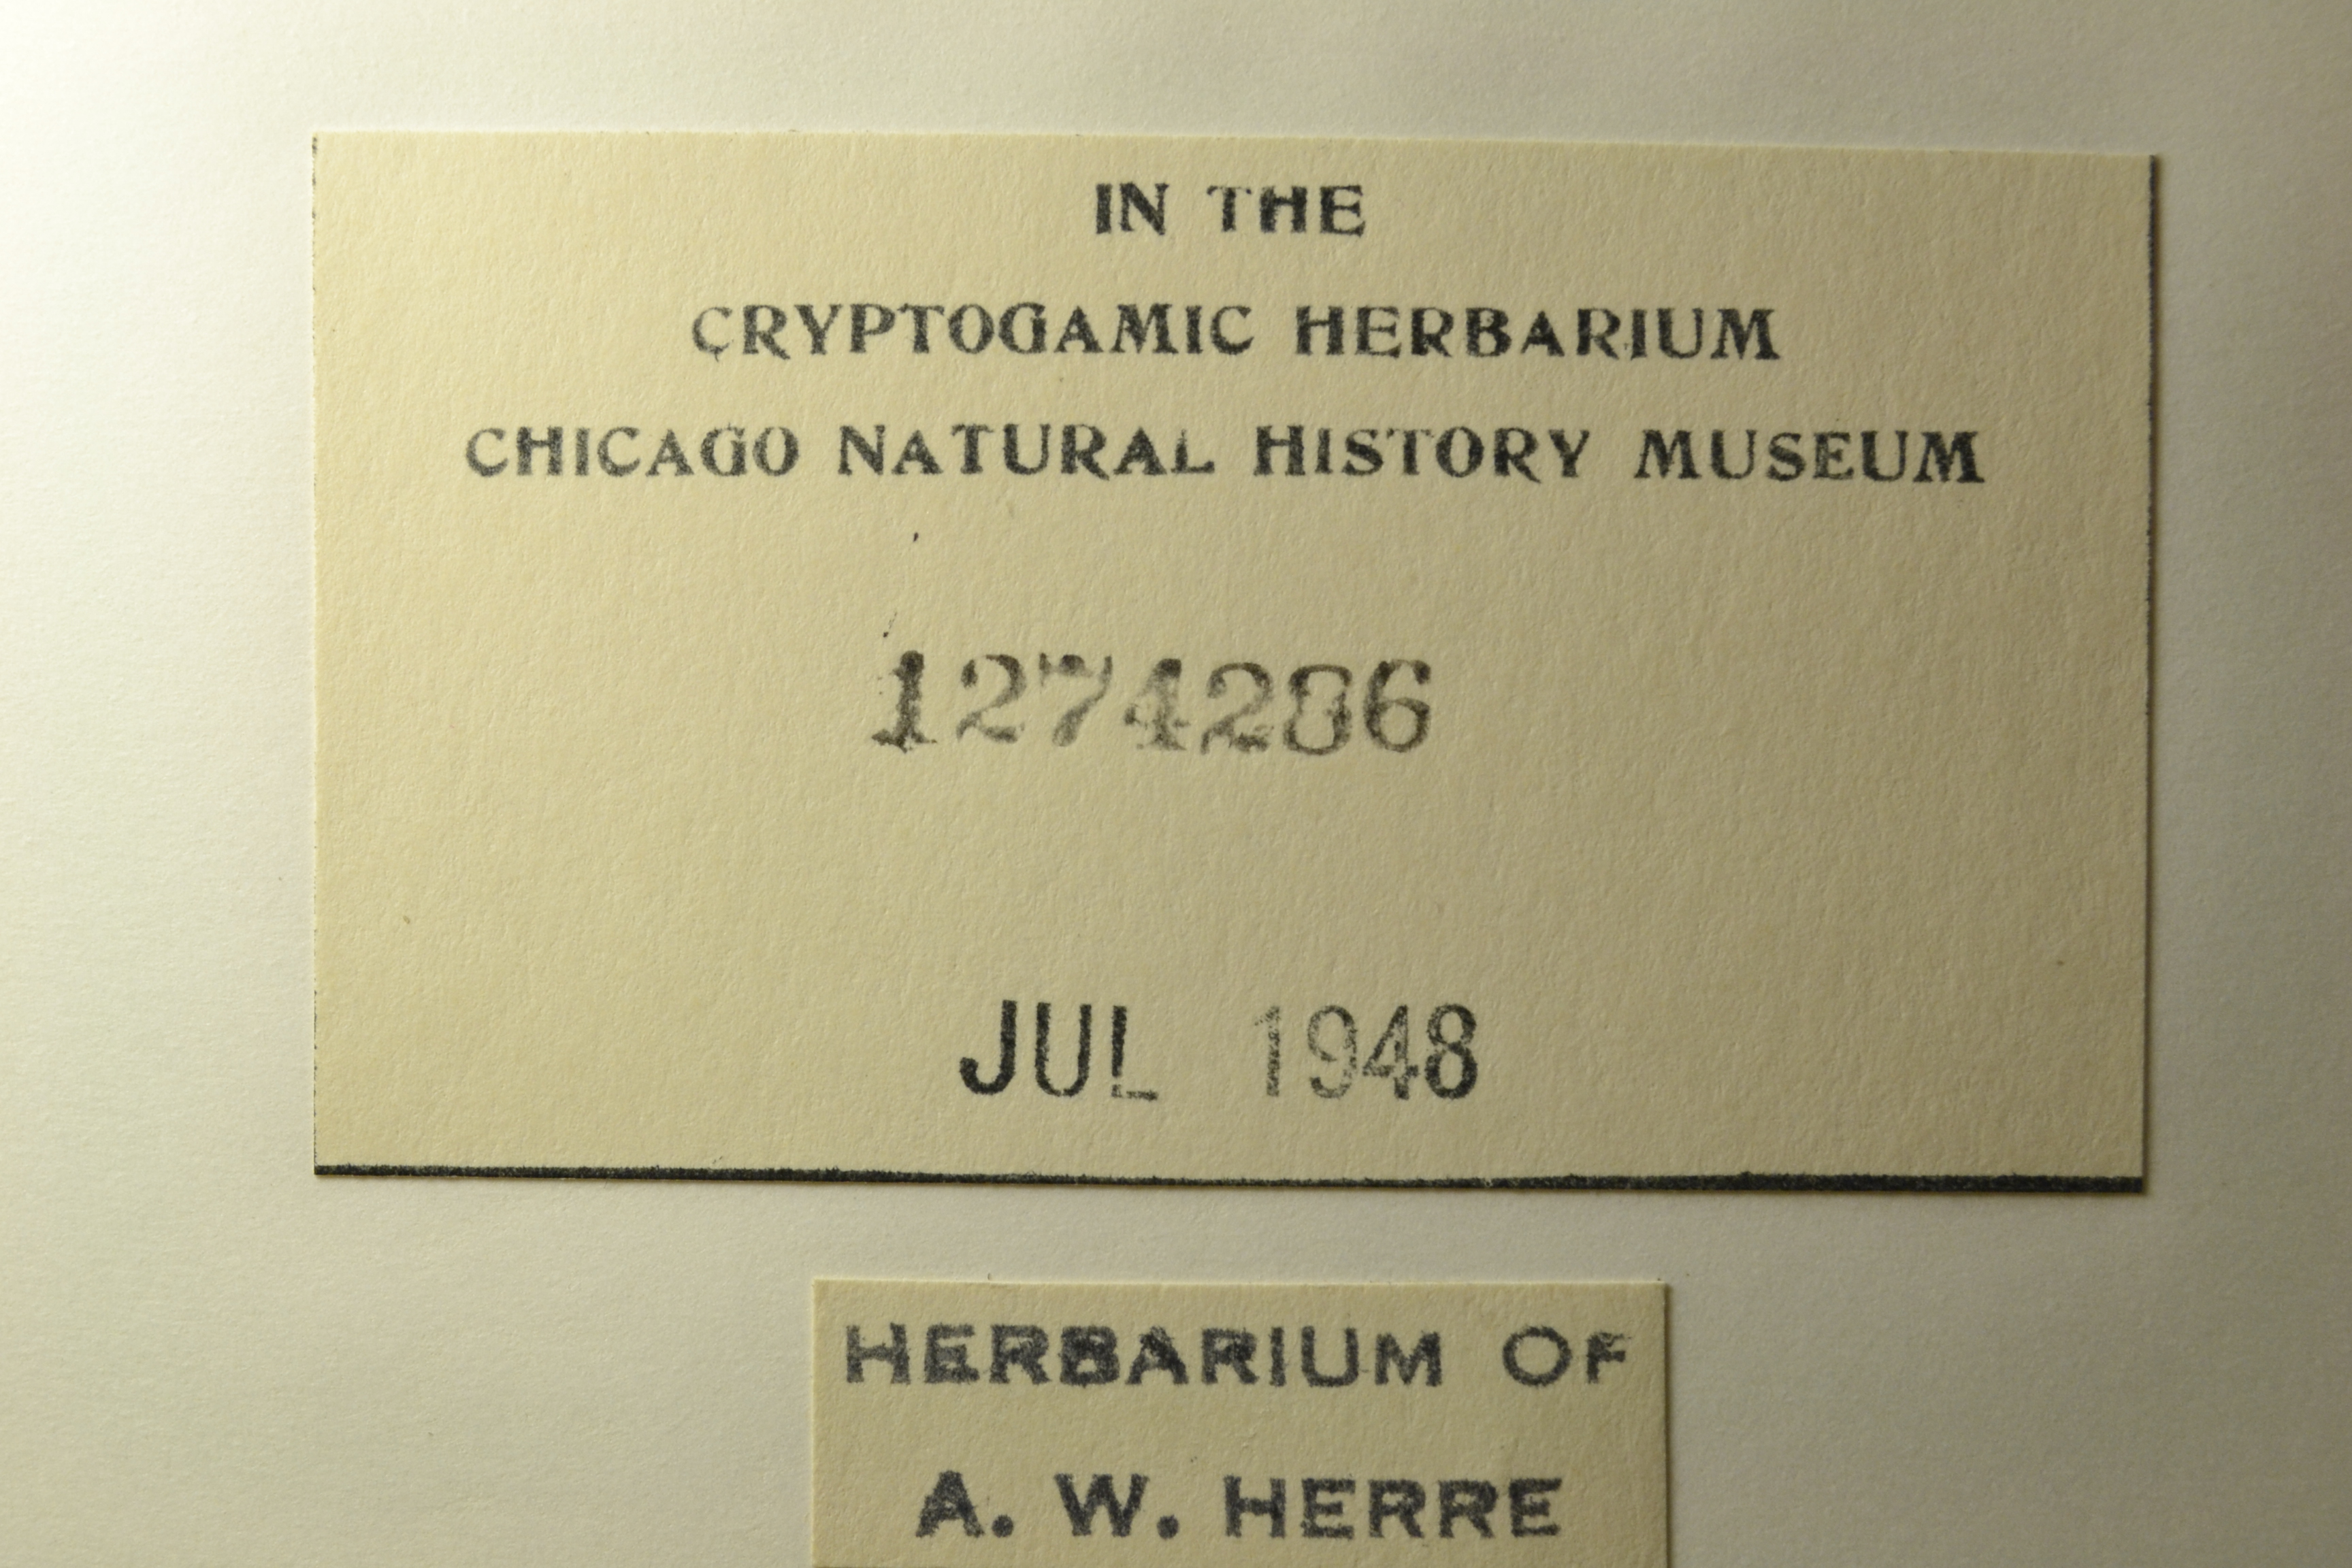 IN THE
CRYPTOGAMIC HERBARIUM
CHICAGO NATURAL HISTORY MUSEUM
1274286
JUL 1948
HERBARIUM OF
A. W. HERRE